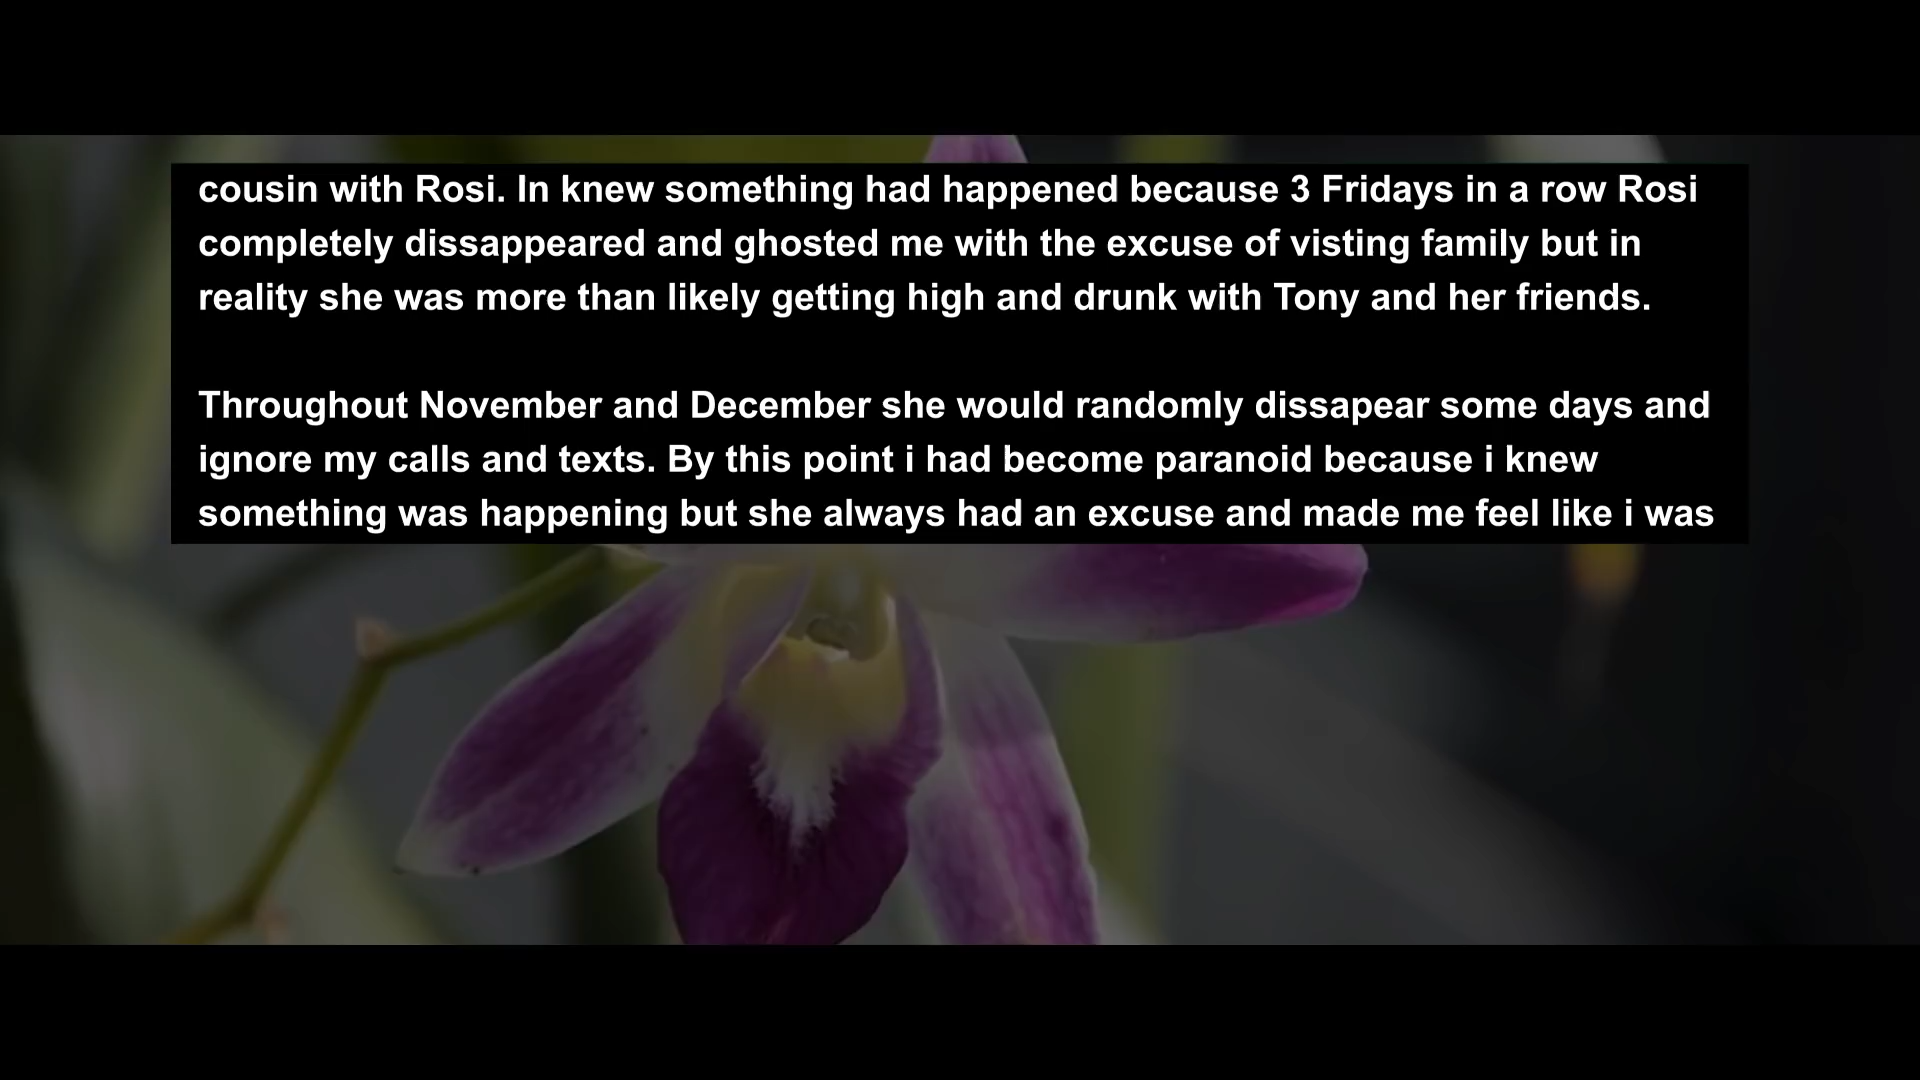 cousin with Rosi. In knew something had happened because 3 Fridays in a row Rosi
completely dissappeared and ghosted me with the excuse of visting family but in
reality she was more than likely getting high and drunk with Tony and her friends.
Throughout November and December she would randomly dissapear some days and
ignore my calls and texts. By this point i had become paranoid because i knew
something was happening but she always had an excuse and made me feel like i was